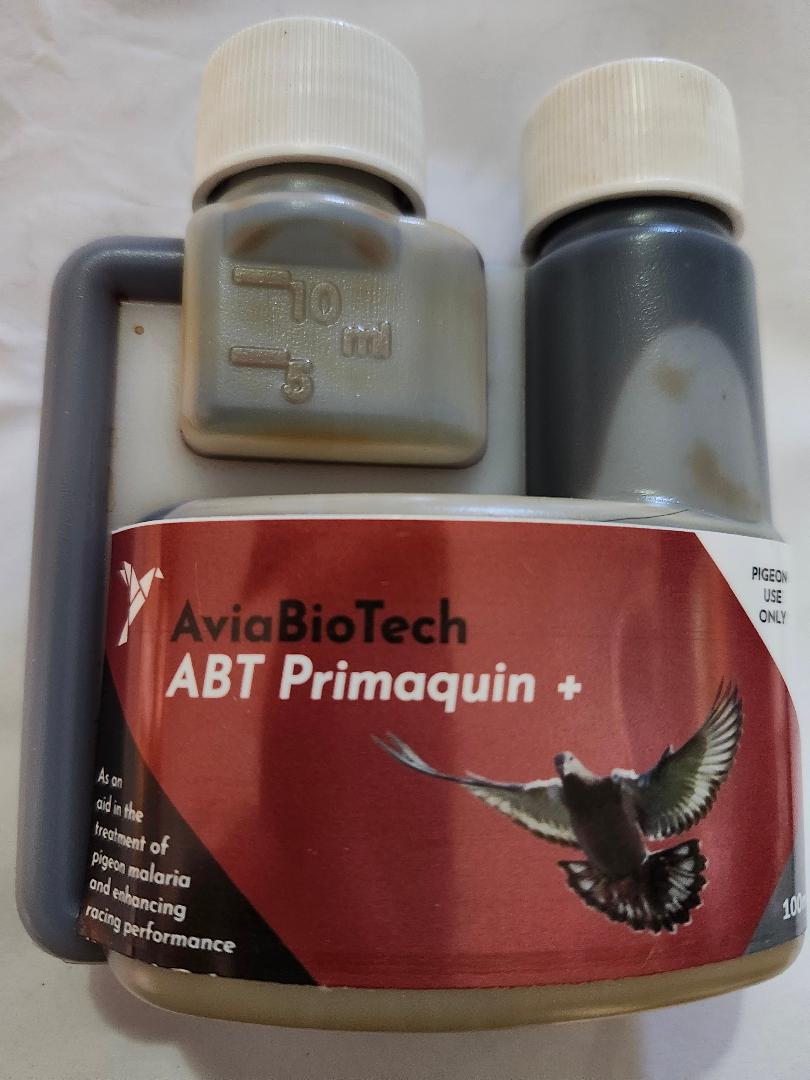 10
ml
5
PIGEON
USE
ONLY
AviaBioTech
ABT Primaquin +
As an
aid in the
treatment of
pigeon malaria
and enhancing
racing performance
100